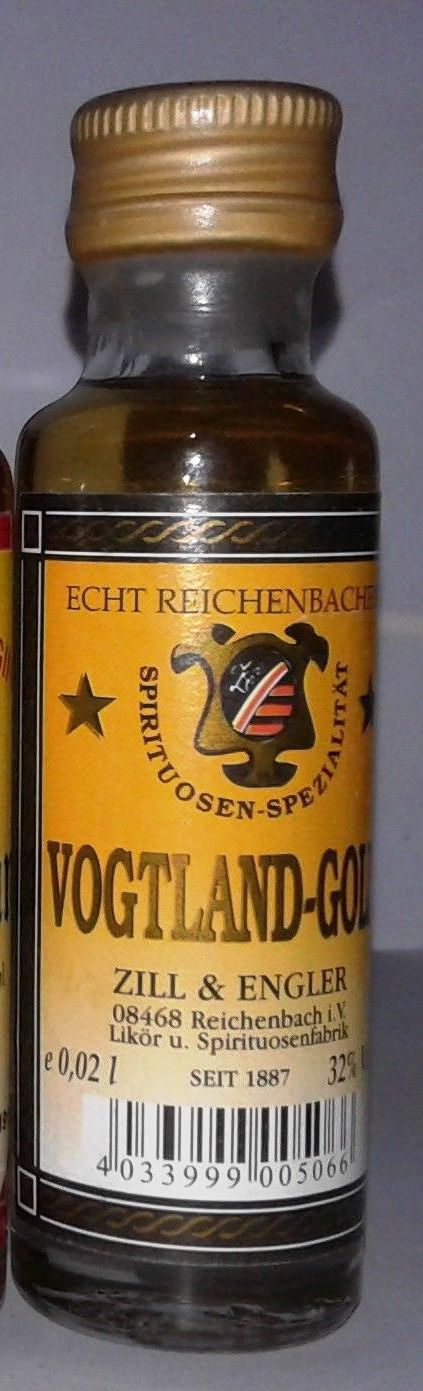 ECHT REICHENBACHE
SPIRITUOSEN-SPEZIALITÄT
VOGTLAND-GOL
ZILL & ENGLER
08468 Reichenbach i.V.
Likör u. Spirituosenfabrik
e 0,02 l SEIT 1887 32%
4 033999 005066